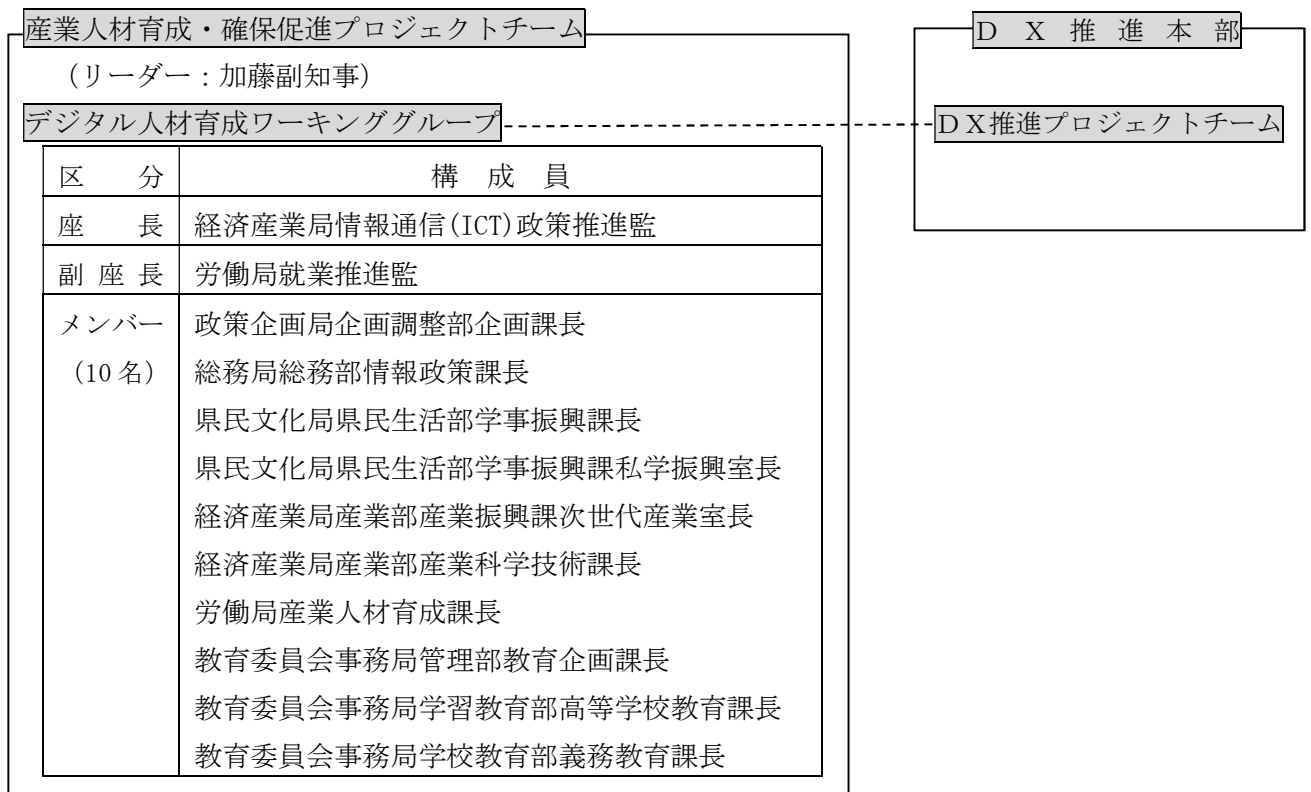 産業人材育成・確保促進プロジェクトチーム
（リーダー：加藤副知事）
デジタル人材育成ワーキンググループ
区　分　構　成　員
座　長　経済産業局情報通信(ICT)政策推進監
副座長　労働局就業推進監
メンバー　政策企画局企画調整部企画課長
（10名）　総務局総務部情報政策課長
県民文化局県民生活部学事振興課長
県民文化局県民生活部学事振興課私学振興室長
経済産業局産業部産業振興課次世代産業室長
経済産業局産業部産業科学技術課長
労働局産業人材育成課長
教育委員会事務局管理部教育企画課長
教育委員会事務局学習教育部高等学校教育課長
教育委員会事務局学校教育部義務教育課長
ＤＸ推進本部
ＤＸ推進プロジェクトチーム